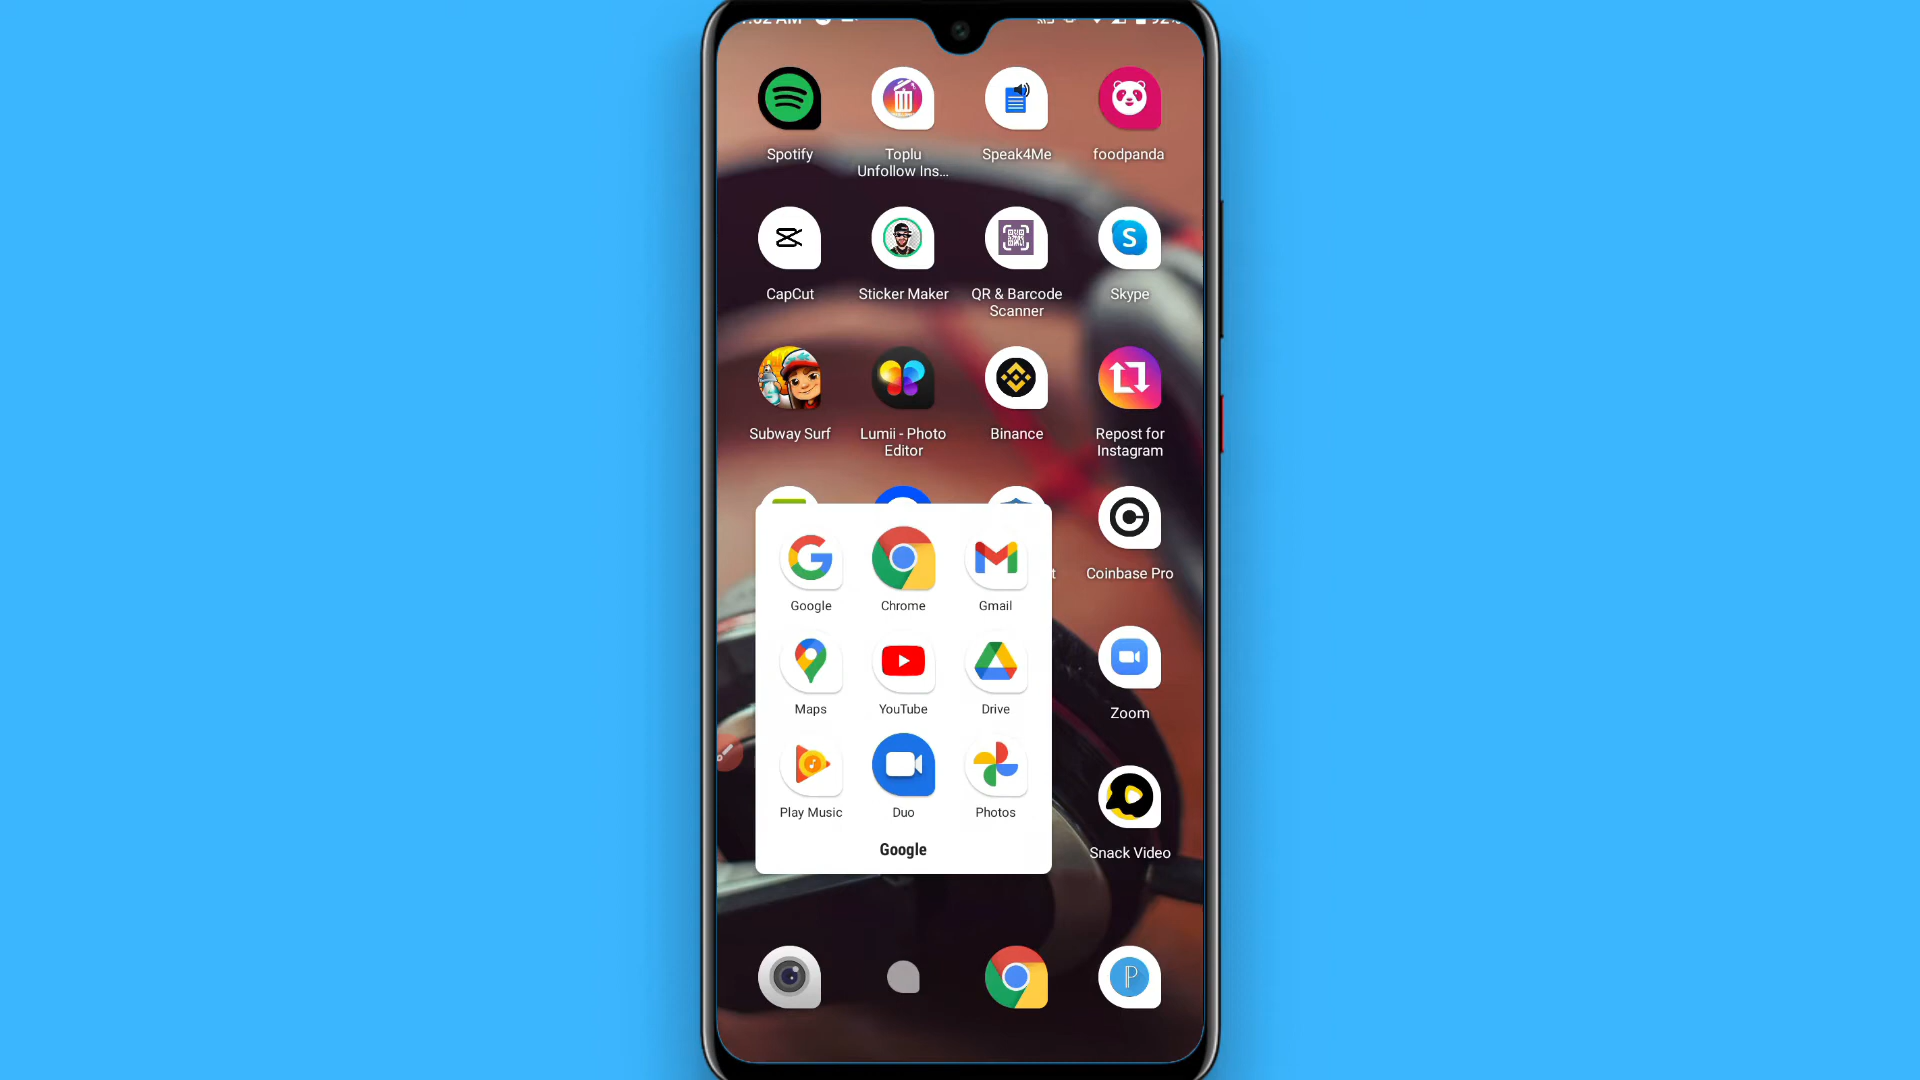 Spotify
Toplu
Unfollow Ins...
Speak4Me
foodpanda
CapCut
Sticker Maker
QR & Barcode
Scanner
Skype
S
Subway Surf
Lumii - Photo
Editor
Binance
Repost for
Instagram
t
Coinbase Pro
Google
Chrome
Gmail
Maps
YouTube
Drive
Zoom
Play Music
Duo
Photos
Google
Snack Video
P